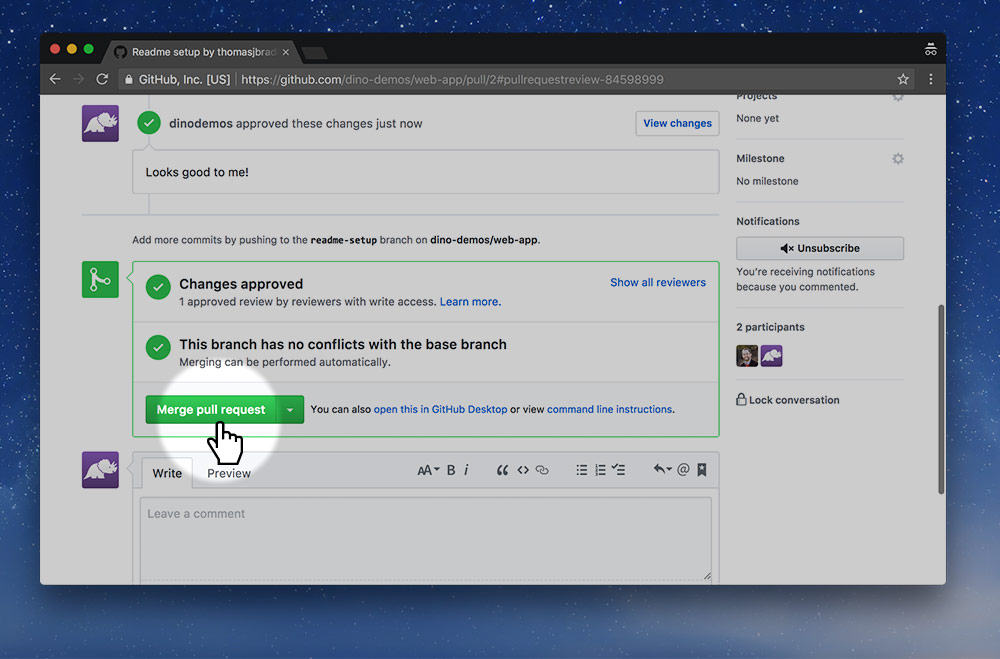 Readme setup by thomasjbrad
GitHub, Inc. [US] https://github.com/dino-demos/web-app/pull/2#pullrequestreview-84598999
Projects
None yet
dinodemos approved these changes just now
View changes
Looks good to me!
Milestone
No milestone
Notifications
Unsubscribe
You're receiving notifications
because you commented.
Add more commits by pushing to the readme-setup branch on dino-demos/web-app.
Changes approved
Show all reviewers
1 approved review by reviewers with write access. Learn more.
2 participants
This branch has no conflicts with the base branch
Merging can be performed automatically.
Lock conversation
Merge pull request
You can also open this in GitHub Desktop or view command line instructions.
Write
Preview
AA B i
Leave a comment